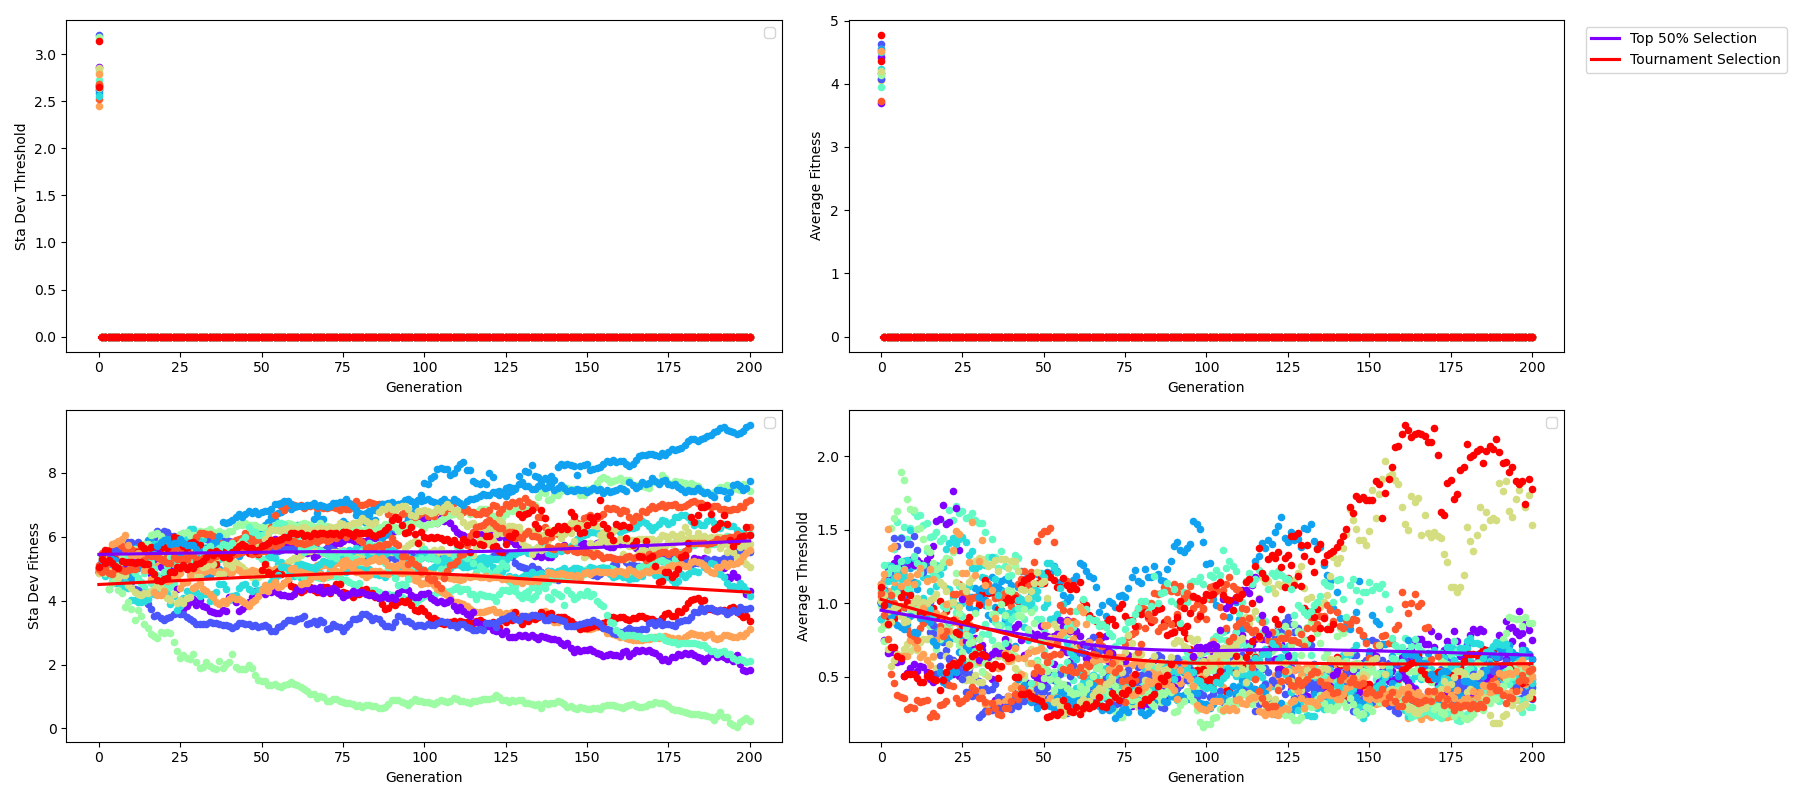 Sta Dev Threshold
3.0
2.5
2.0
1.5
1.0
0.5
0.0
0 25 50 75 100 125 150 175 200
Generation
Average Fitness
5
4
3
2
1
0
0 25 50 75 100 125 150 175 200
Generation
Top 50% Selection
Tournament Selection
Sta Dev Fitness
8
6
4
2
0
0 25 50 75 100 125 150 175 200
Generation
Average Threshold
2.0
1.5
1.0
0.5
0 25 50 75 100 125 150 175 200
Generation